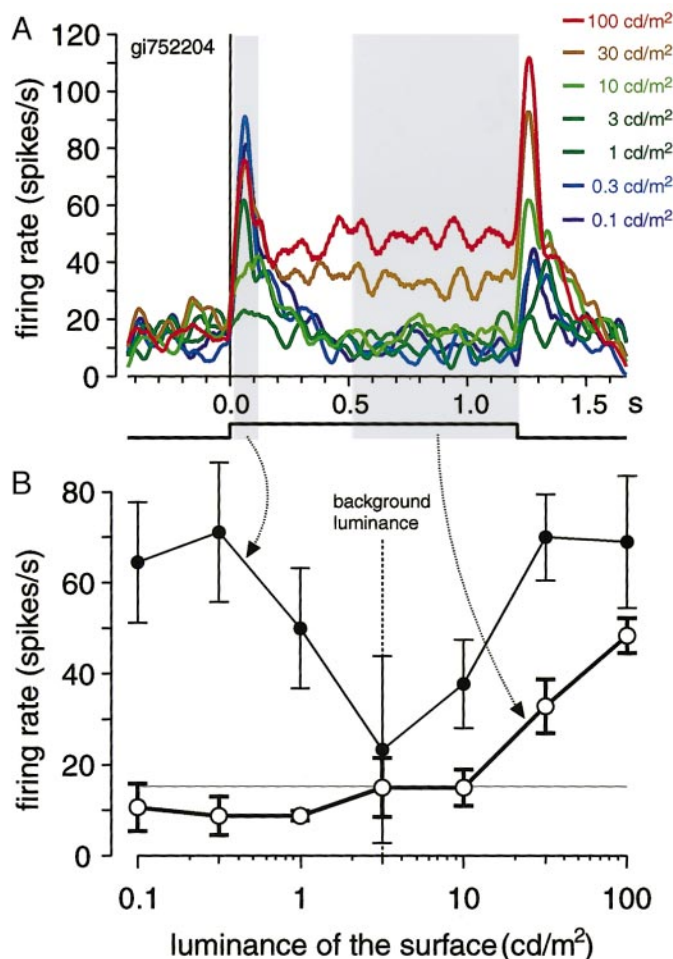 A
gi752204
firing rate (spikes/s)
120
100
80
60
40
20
0
100 cd/m²
30 cd/m²
10 cd/m²
3 cd/m²
1 cd/m²
0.3 cd/m²
0.1 cd/m²
0.0 0.5 1.0 1.5 s
B
background
luminance
firing rate (spikes/s)
80
60
40
20
0
0.1 1 10 100
luminance of the surface (cd/m²)